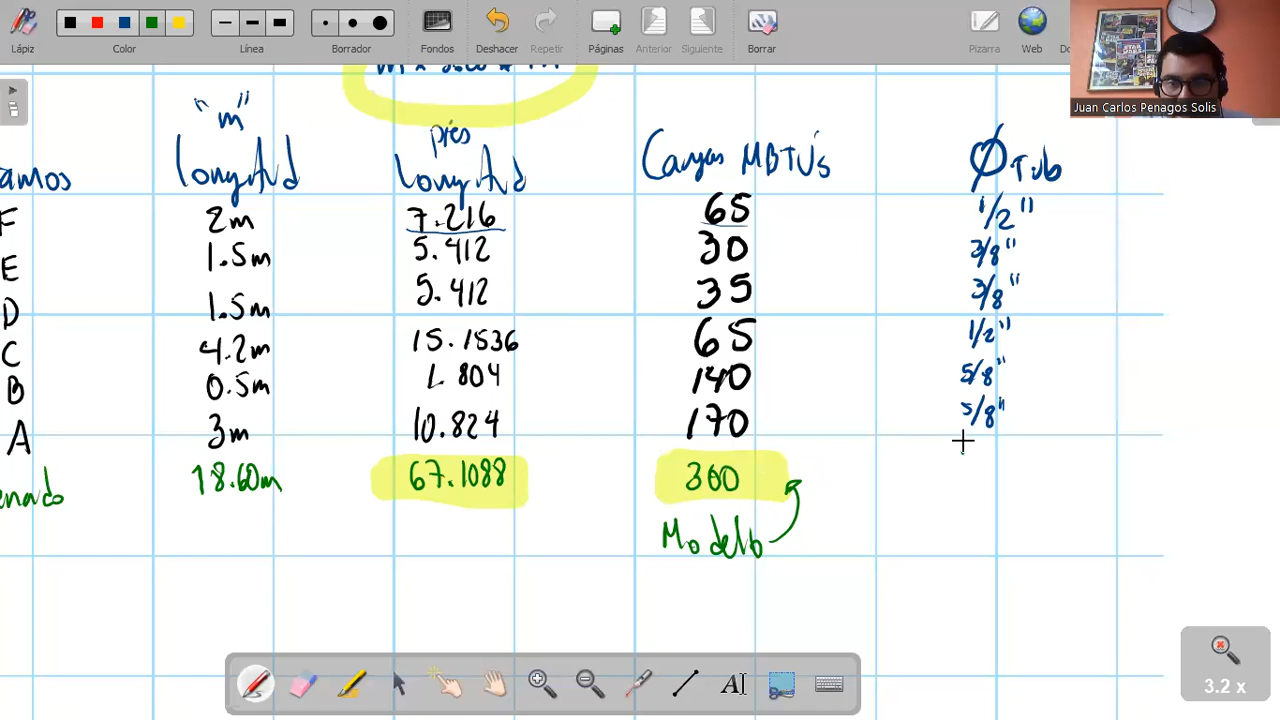 Lápiz Color Línea Borrador Fondos Deshacer Repetir Páginas Anterior Siguiente Borrar Pizarra Web
Juan Carlos Penagos Solis
"m" pies
amos longitud longitud Cargas MBTU's Ø Tub
F 2m 7.216 65 1/2"
E 1.5m 5.412 30 3/8"
D 1.5m 5.412 35 3/8"
C 4.2m 15.1536 65 1/2"
B 0.5m 1.804 140 5/8"
A 3m 10.824 170 5/8"
enado 18.60m 67.1088 300
Modelo
3.2 x